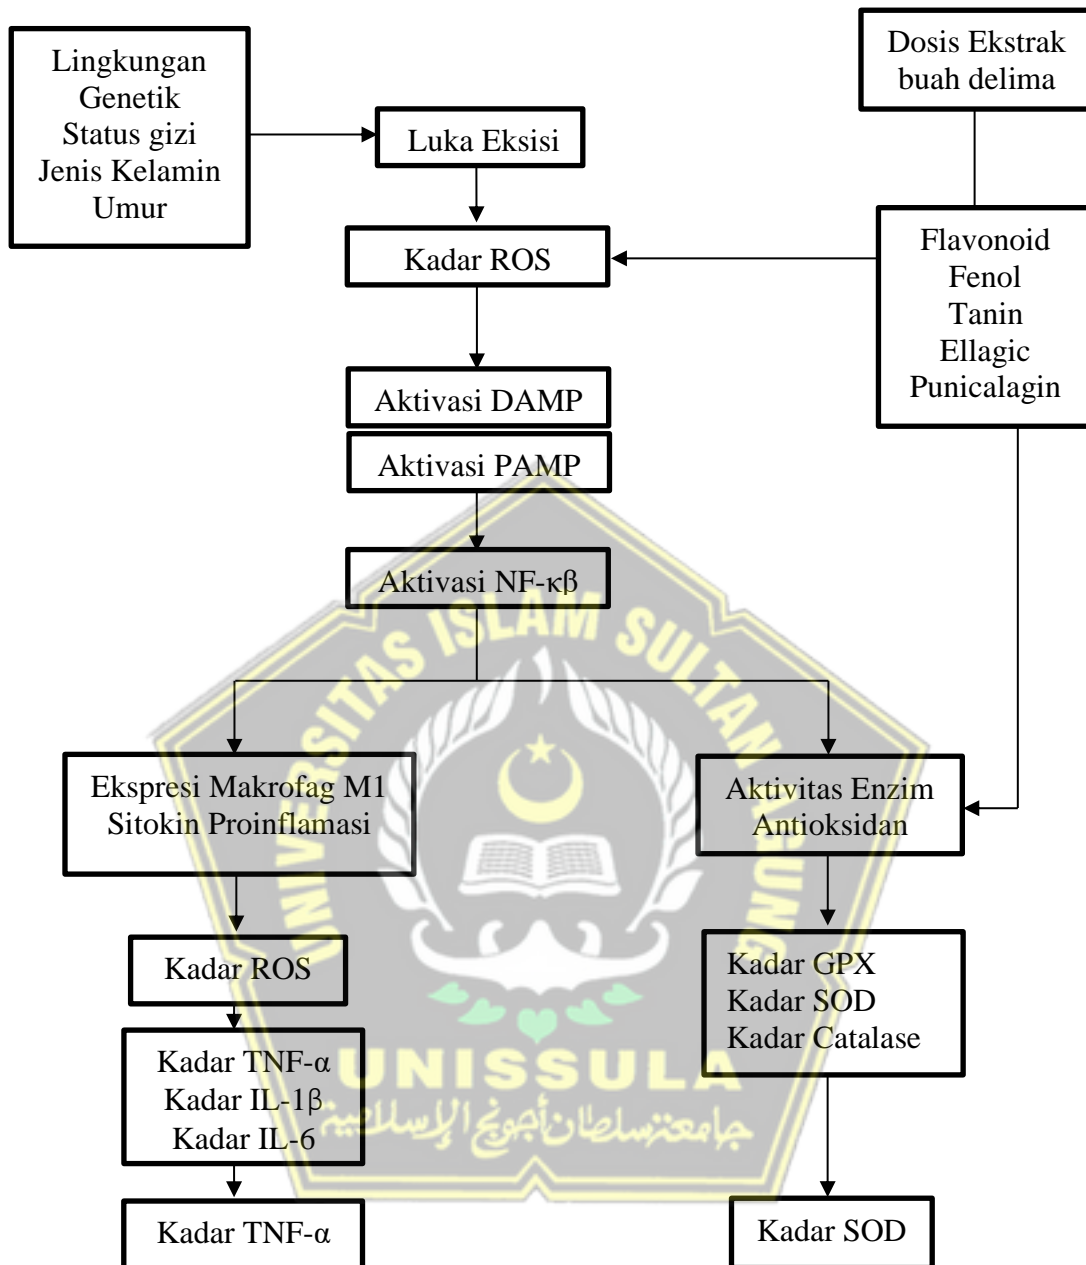 Lingkungan
Genetik
Status gizi
Jenis Kelamin
Umur
Dosis Ekstrak
buah delima
Luka Eksisi
Kadar ROS
Flavonoid
Fenol
Tanin
Ellagic
Punicalagin
Aktivasi DAMP
Aktivasi PAMP
Aktivasi NF-κβ
Ekspresi Makrofag M1
Sitokin Proinflamasi
Aktivitas Enzim
Antioksidan
Kadar ROS
Kadar GPX
Kadar SOD
Kadar Catalase
Kadar TNF-α
Kadar IL-1β
Kadar IL-6
Kadar TNF-α
Kadar SOD
UNIVERSITAS ISLAM SULTAN AGUNG
UNISSULA
جامعتسلطان أجونج الإسلامية